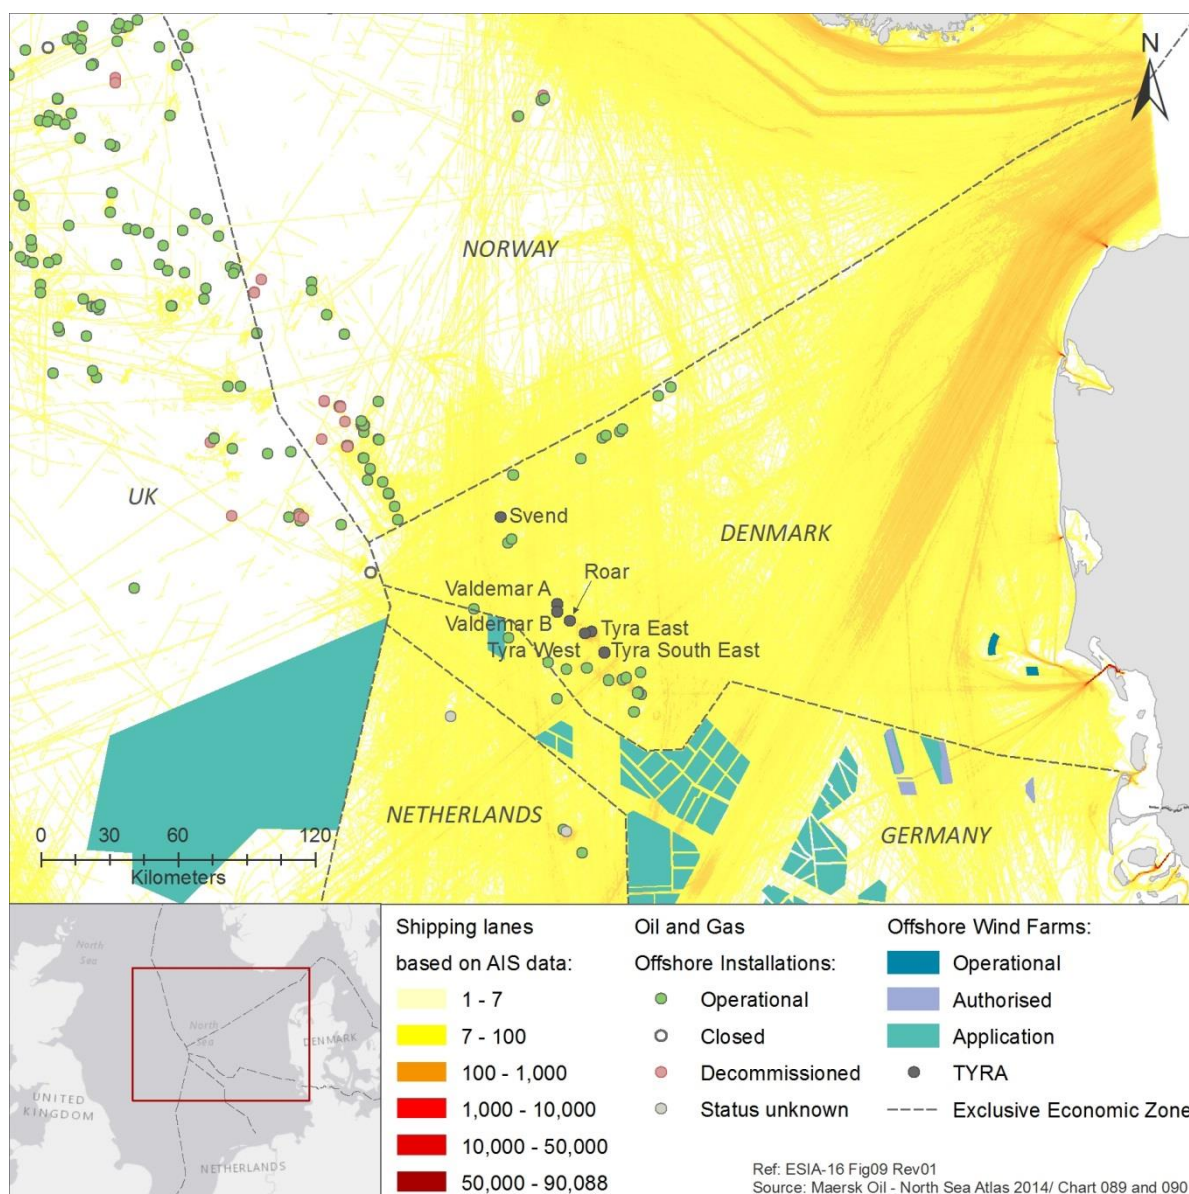 N
NORWAY
UK
Svend
DENMARK
Roar
Valdemar A
Valdemar B
Tyra East
Tyra West
Tyra South East
NETHERLANDS
GERMANY
0 30 60 120
Kilometers
North
Sea
North
Sea
DENMARK
UNITED
KINGDOM
NETHERLANDS
Shipping lanes
based on AIS data:
1 - 7
7 - 100
100 - 1,000
1,000 - 10,000
10,000 - 50,000
50,000 - 90,088
Oil and Gas
Offshore Installations:
Operational
Closed
Decommissioned
Status unknown
Offshore Wind Farms:
Operational
Authorised
Application
TYRA
Exclusive Economic Zone
Ref: ESIA-16 Fig09 Rev01
Source: Maersk Oil - North Sea Atlas 2014/ Chart 089 and 090